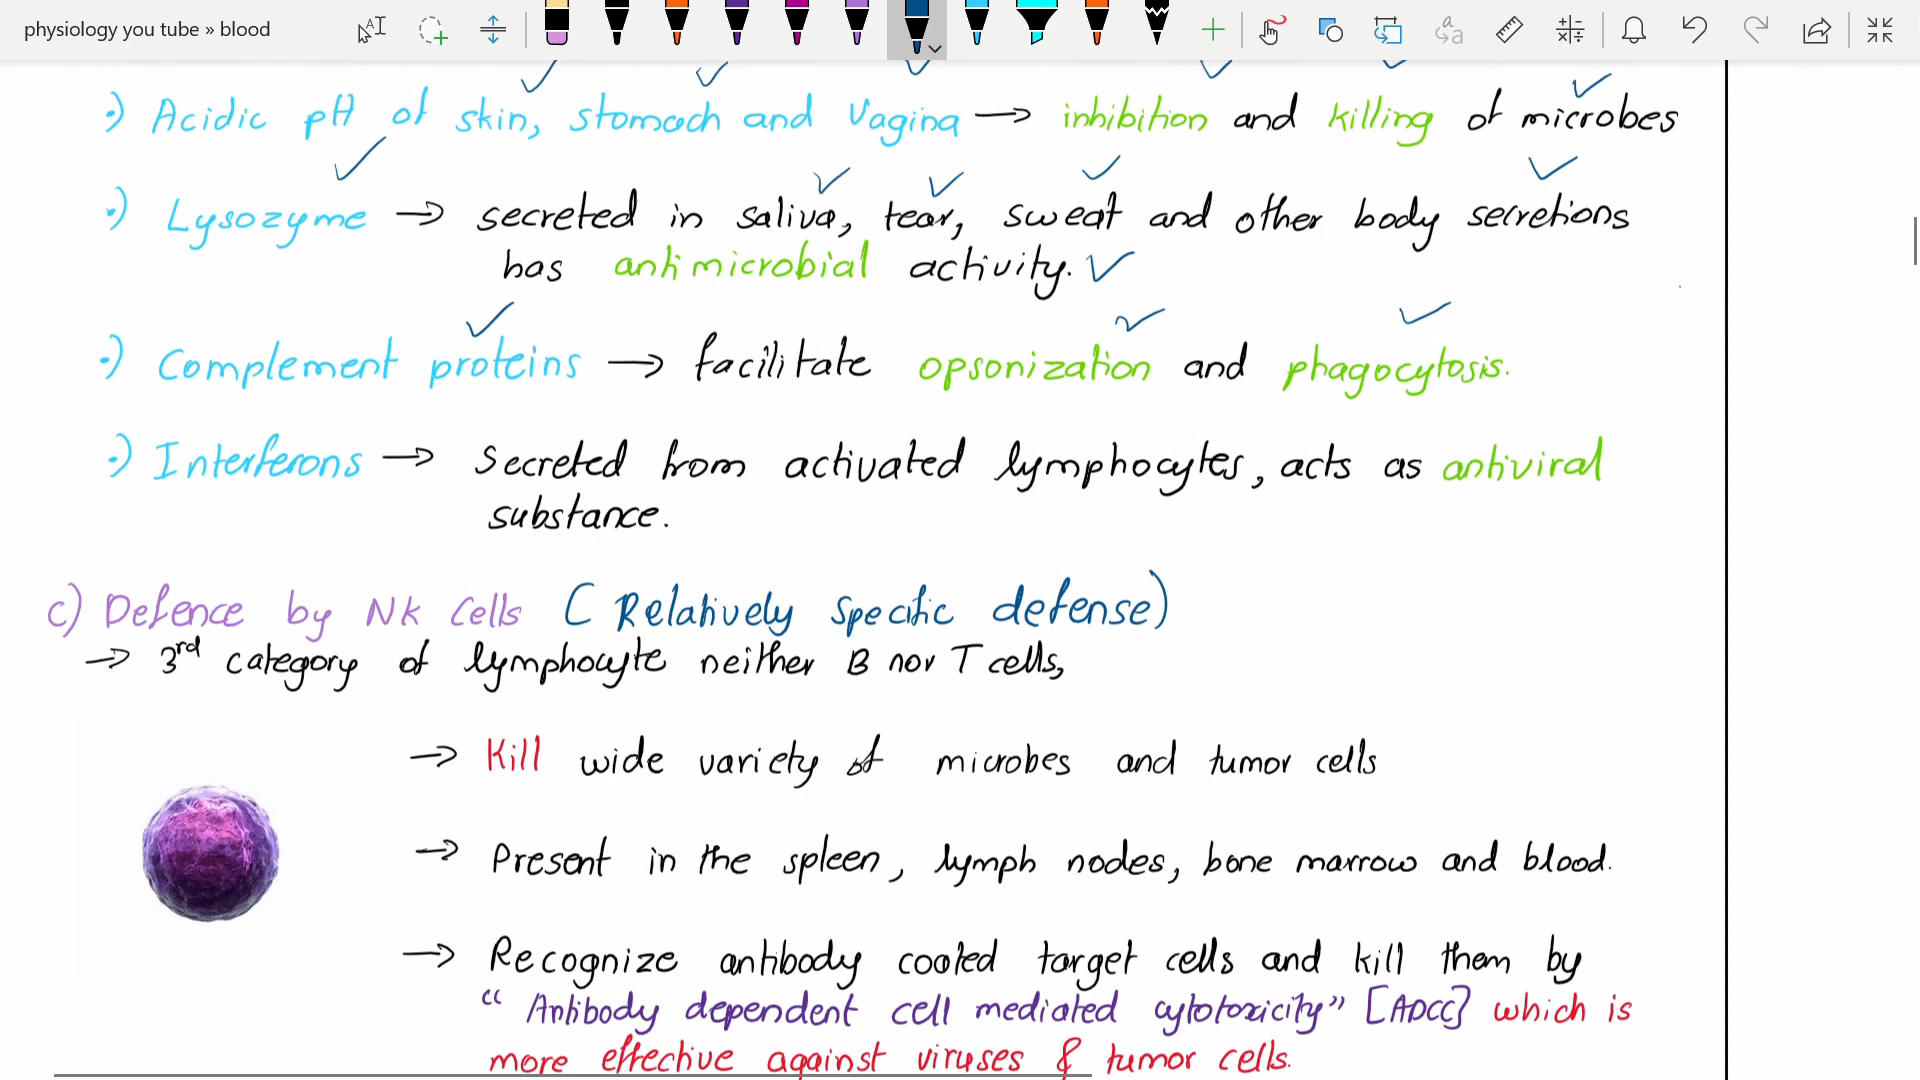 physiology you tube » blood
•) Acidic pH of skin, stomach and Vagina → inhibition and killing of microbes
•) Lysozyme → secreted in saliva, tear, sweat and other body secretions
has antimicrobial activity.
•) Complement proteins → facilitate opsonization and phagocytosis.
•) Interferons → Secreted from activated lymphocytes, acts as antiviral
substance.
c) Defence by NK Cells ( Relatively Specific defense)
→ 3rd category of lymphocyte neither B nor T cells,
→ Kill wide variety of microbes and tumor cells
→ Present in the spleen, lymph nodes, bone marrow and blood.
→ Recognize antibody coated target cells and kill them by
“ Antibody dependent cell mediated cytotoxicity” [ADCC] which is
more effective against viruses & tumor cells.